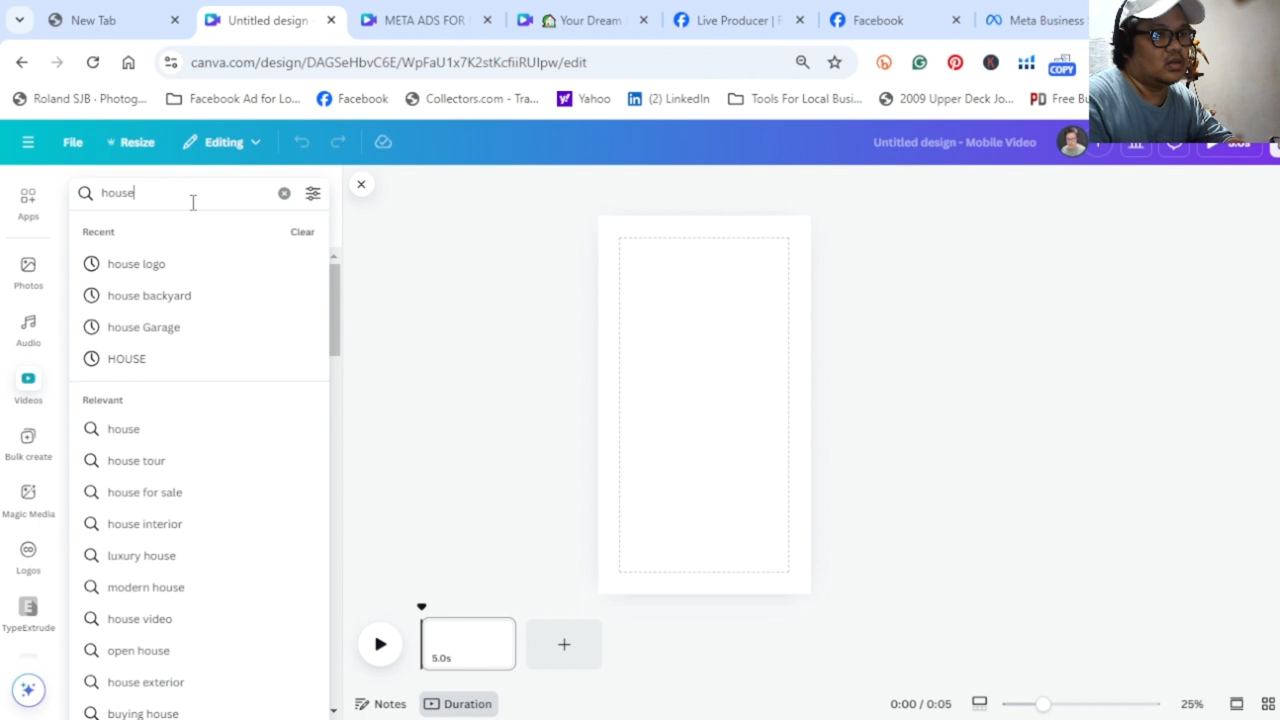 New Tab
Untitled design
META ADS FOR
Your Dream
Live Producer | F
Facebook
Meta Business
canva.com/design/DAGSeHbvC6E/WpFaU1x7K2stKcfiiRUIpw/edit
COPY
Roland SJB - Photog...
Facebook Ad for Lo...
Facebook
Collectors.com - Tra...
Yahoo
(2) LinkedIn
Tools For Local Busi...
2009 Upper Deck Jo...
Free Bu
File
Resize
Editing
Untitled design - Mobile Video
5.0s
Apps
Photos
Audio
Videos
Bulk create
Magic Media
Logos
TypeExtrude
house
Recent
Clear
house logo
house backyard
house Garage
HOUSE
Relevant
house
house tour
house for sale
house interior
luxury house
modern house
house video
open house
house exterior
buying house
5.0s
Notes
Duration
0:00 / 0:05
25%